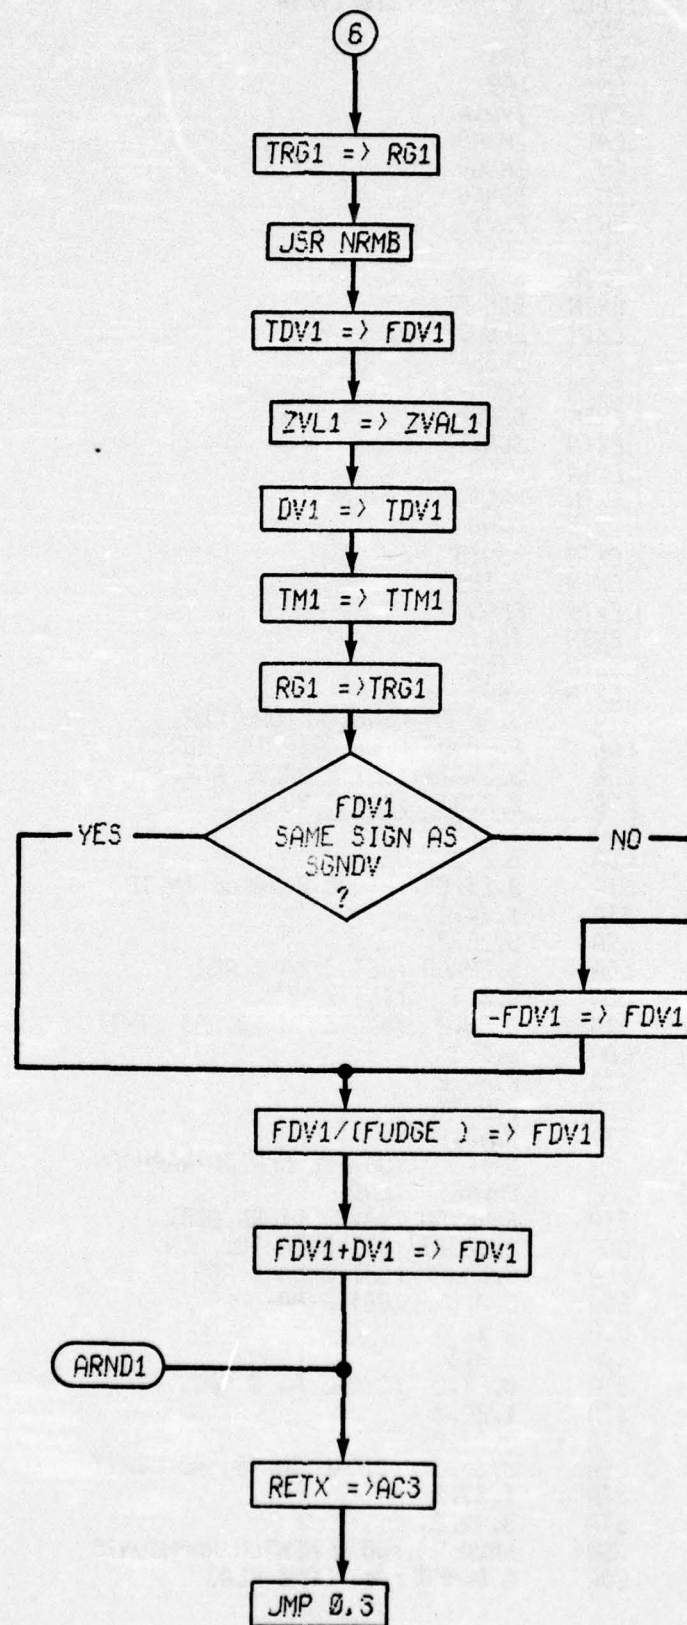 6
TRG1 => RG1
JSR NRMB
TDV1 => FDV1
ZVL1 => ZVAL1
DV1 => TDV1
TM1 => TTM1
RG1 =>TRG1
FDV1
SAME SIGN AS
SGNDV
?
YES
NO
-FDV1 => FDV1
FDV1/(FUDGE ) => FDV1
FDV1+DV1 => FDV1
ARND1
RETX =>AC3
JMP 0,3